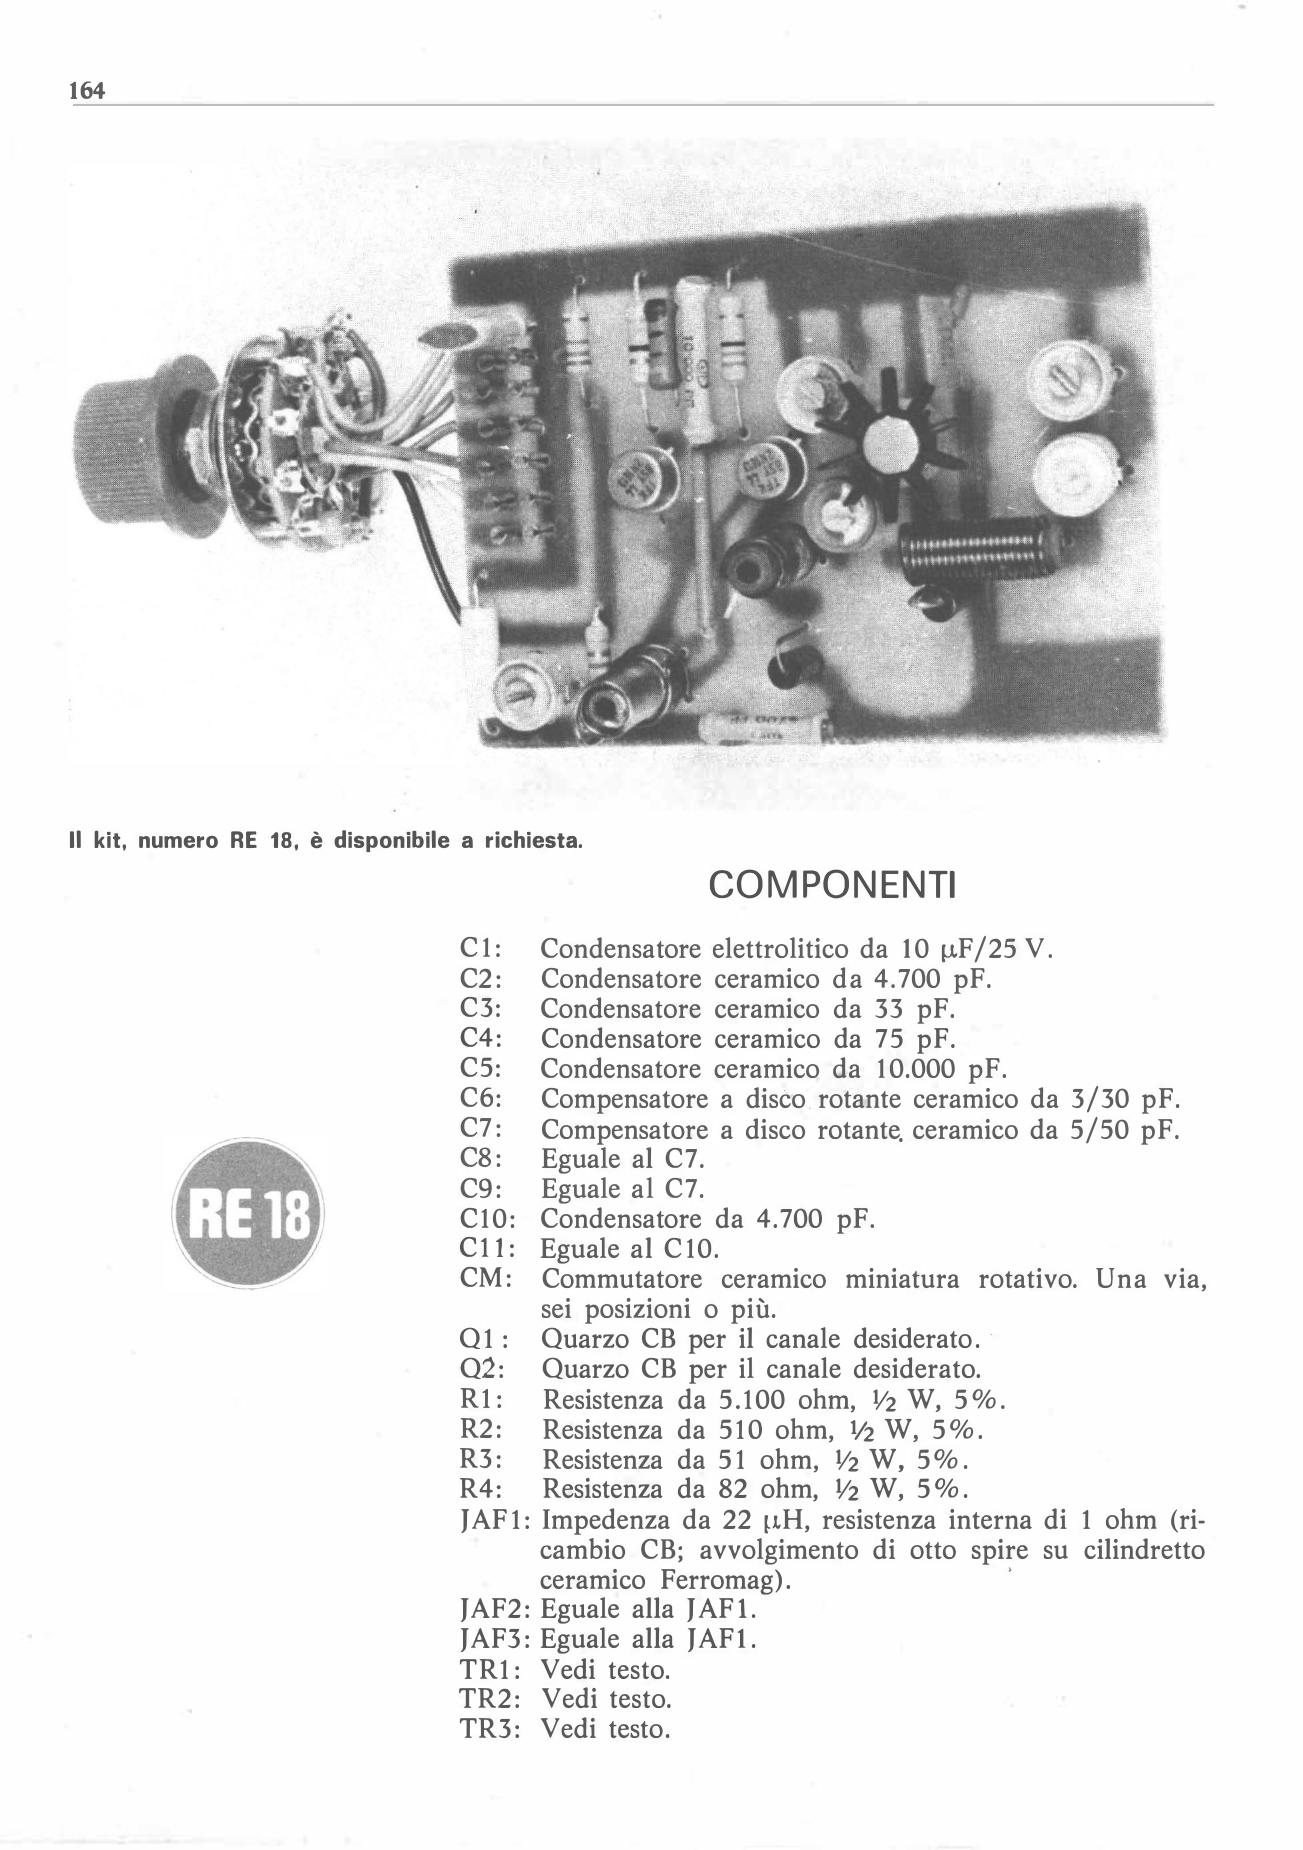 164
10 000 pF
Il kit, numero RE 18, è disponibile a richiesta.
COMPONENTI
C1: Condensatore elettrolitico da 10 µF/25 V.
C2: Condensatore ceramico da 4.700 pF.
C3: Condensatore ceramico da 33 pF.
C4: Condensatore ceramico da 75 pF.
C5: Condensatore ceramico da 10.000 pF.
C6: Compensatore a disco rotante ceramico da 3/30 pF.
C7: Compensatore a disco rotante ceramico da 5/50 pF.
C8: Eguale al C7.
C9: Eguale al C7.
C10: Condensatore da 4.700 pF.
C11: Eguale al C10.
CM: Commutatore ceramico miniatura rotativo. Una via,
sei posizioni o più.
Q1: Quarzo CB per il canale desiderato.
Q2: Quarzo CB per il canale desiderato.
R1: Resistenza da 5.100 ohm, ½ W, 5%.
R2: Resistenza da 510 ohm, ½ W, 5%.
R3: Resistenza da 51 ohm, ½ W, 5%.
R4: Resistenza da 82 ohm, ½ W, 5%.
JAF1: Impedenza da 22 µH, resistenza interna di 1 ohm (ri-
cambio CB; avvolgimento di otto spire su cilindretto
ceramico Ferromag).
JAF2: Eguale alla JAF1.
JAF3: Eguale alla JAF1.
TR1: Vedi testo.
TR2: Vedi testo.
TR3: Vedi testo.
RE 18